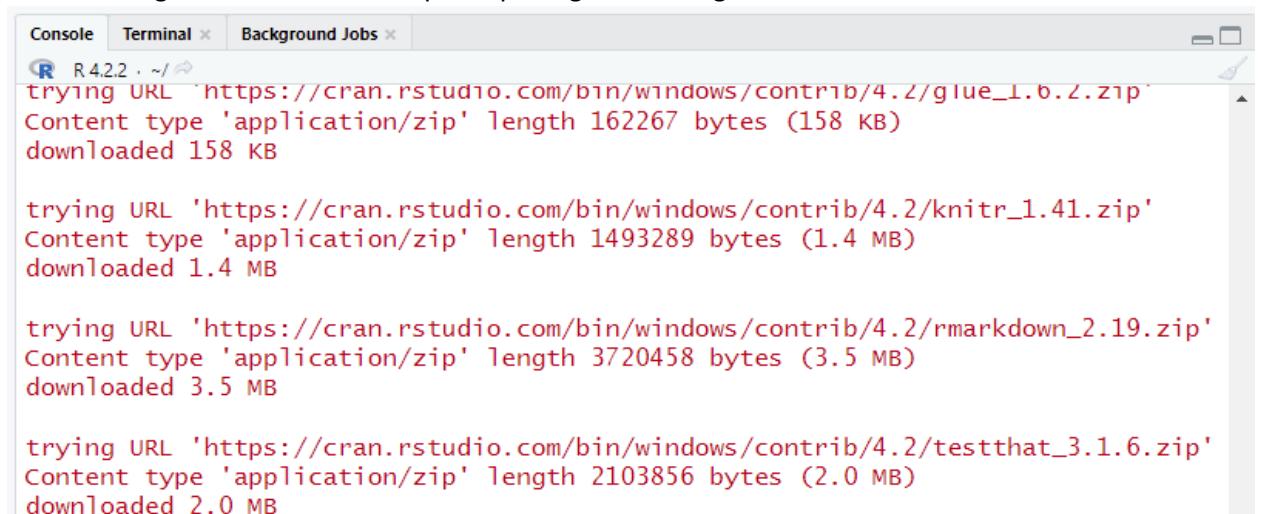 Console Terminal × Background Jobs ×
R R 4.2.2 · ~/
trying URL 'https://cran.rstudio.com/bin/windows/contrib/4.2/glue_1.6.2.zip'
Content type 'application/zip' length 162267 bytes (158 KB)
downloaded 158 KB
trying URL 'https://cran.rstudio.com/bin/windows/contrib/4.2/knitr_1.41.zip'
Content type 'application/zip' length 1493289 bytes (1.4 MB)
downloaded 1.4 MB
trying URL 'https://cran.rstudio.com/bin/windows/contrib/4.2/rmarkdown_2.19.zip'
Content type 'application/zip' length 3720458 bytes (3.5 MB)
downloaded 3.5 MB
trying URL 'https://cran.rstudio.com/bin/windows/contrib/4.2/testthat_3.1.6.zip'
Content type 'application/zip' length 2103856 bytes (2.0 MB)
downloaded 2.0 MB